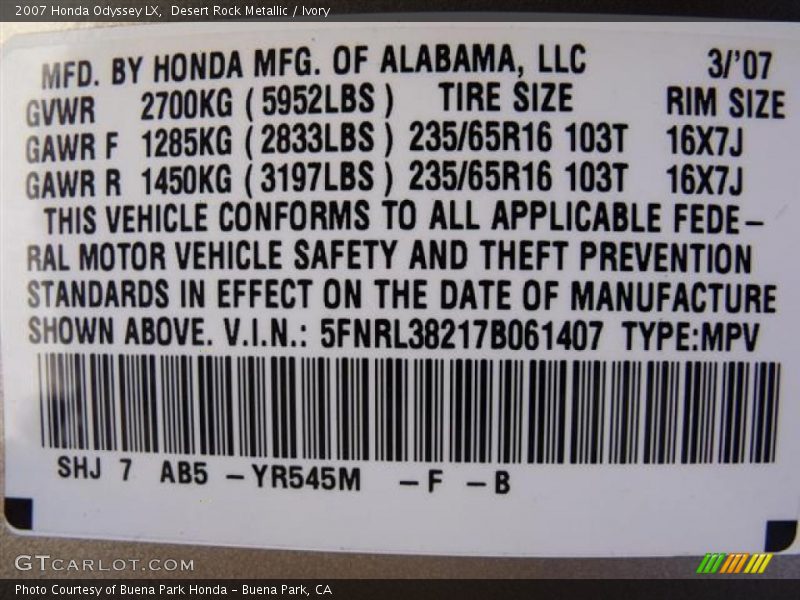 2007 Honda Odyssey LX,  Desert Rock Metallic / Ivory
MFD. BY HONDA MFG. OF ALABAMA, LLC 3/'07
GVWR 2700KG (5952LBS) TIRE SIZE RIM SIZE
GAWR F 1285KG (2833LBS) 235/65R16 103T 16X7J
GAWR R 1450KG (3197LBS) 235/65R16 103T 16X7J
THIS VEHICLE CONFORMS TO ALL APPLICABLE FEDE-
RAL MOTOR VEHICLE SAFETY AND THEFT PREVENTION
STANDARDS IN EFFECT ON THE DATE OF MANUFACTURE
SHOWN ABOVE. V.I.N.: 5FNRL38217B061407 TYPE:MPV
SHJ 7 AB5 -YR545M -F -B
GTCARLOT.COM
Photo Courtesy of Buena Park Honda - Buena Park, CA